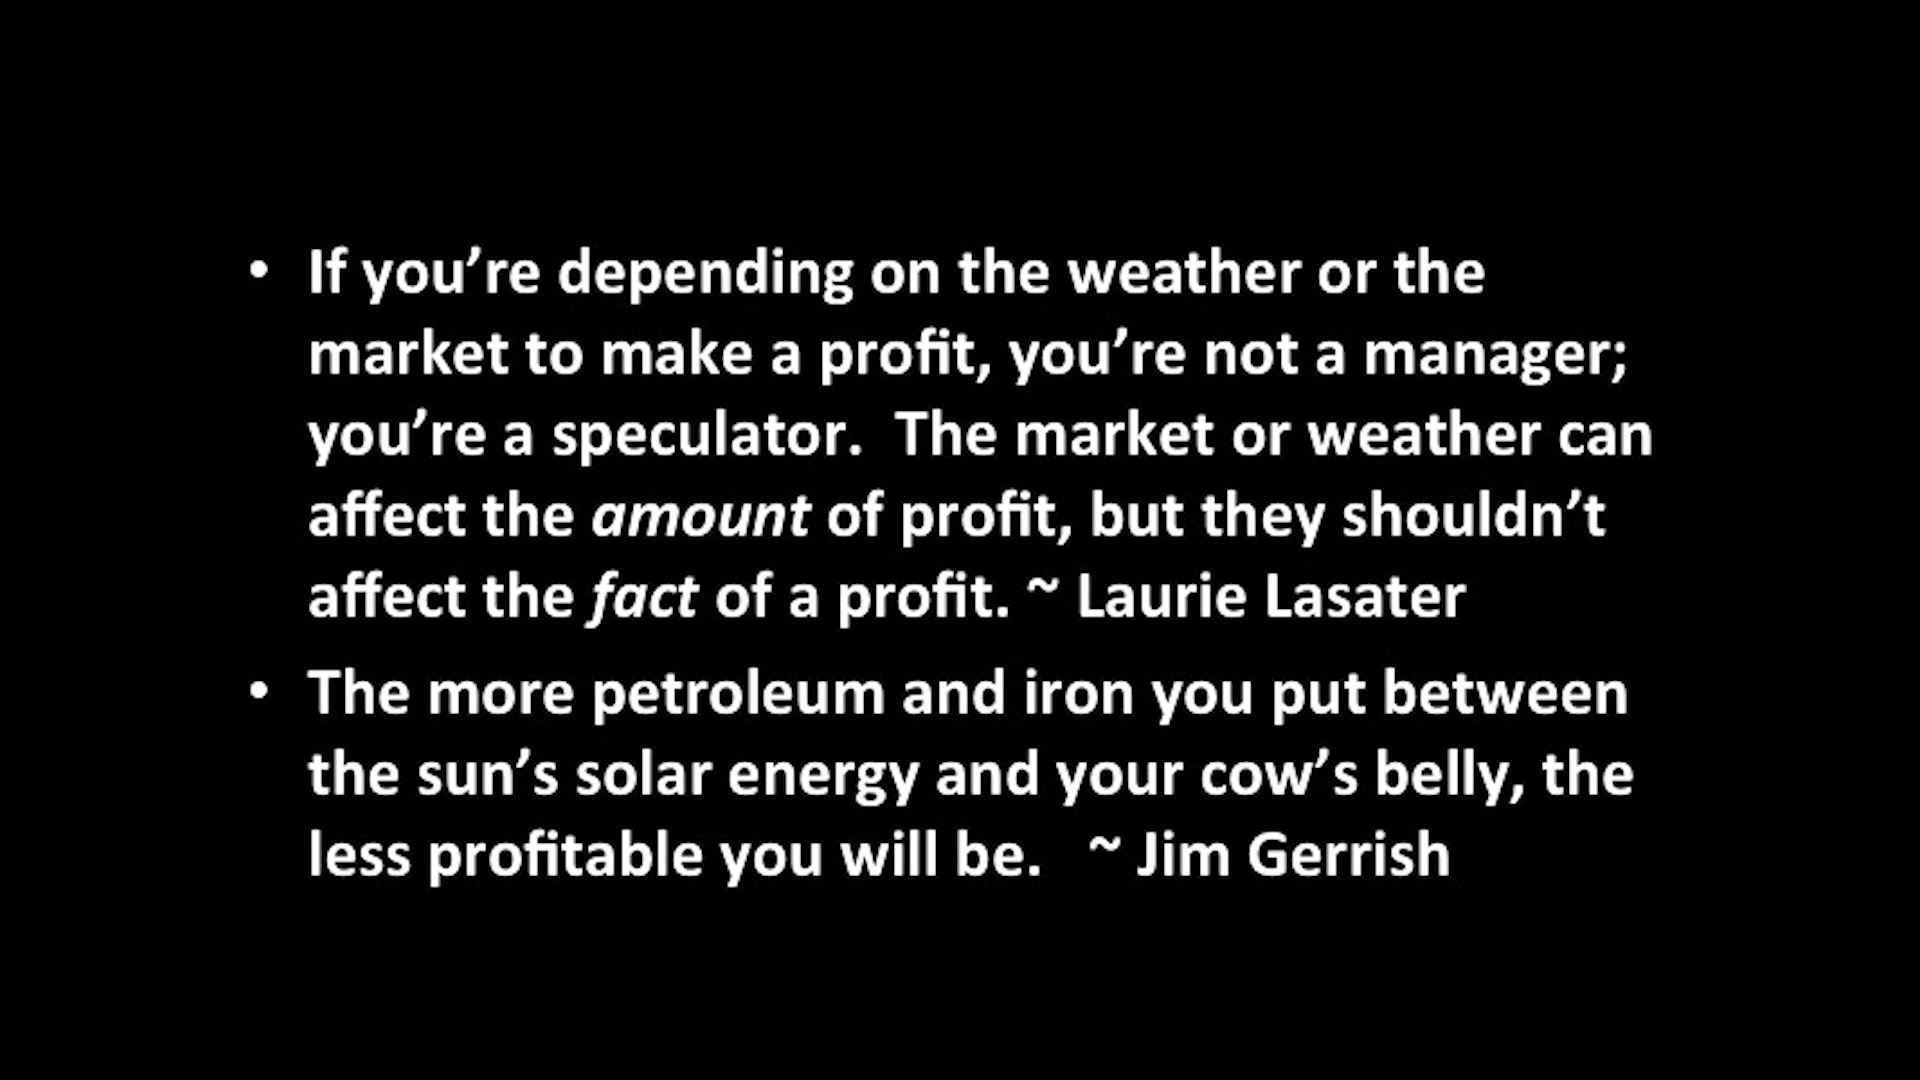 • If you’re depending on the weather or the
market to make a profit, you’re not a manager;
you’re a speculator.  The market or weather can
affect the amount of profit, but they shouldn’t
affect the fact of a profit. ~ Laurie Lasater
• The more petroleum and iron you put between
the sun’s solar energy and your cow’s belly, the
less profitable you will be.   ~ Jim Gerrish